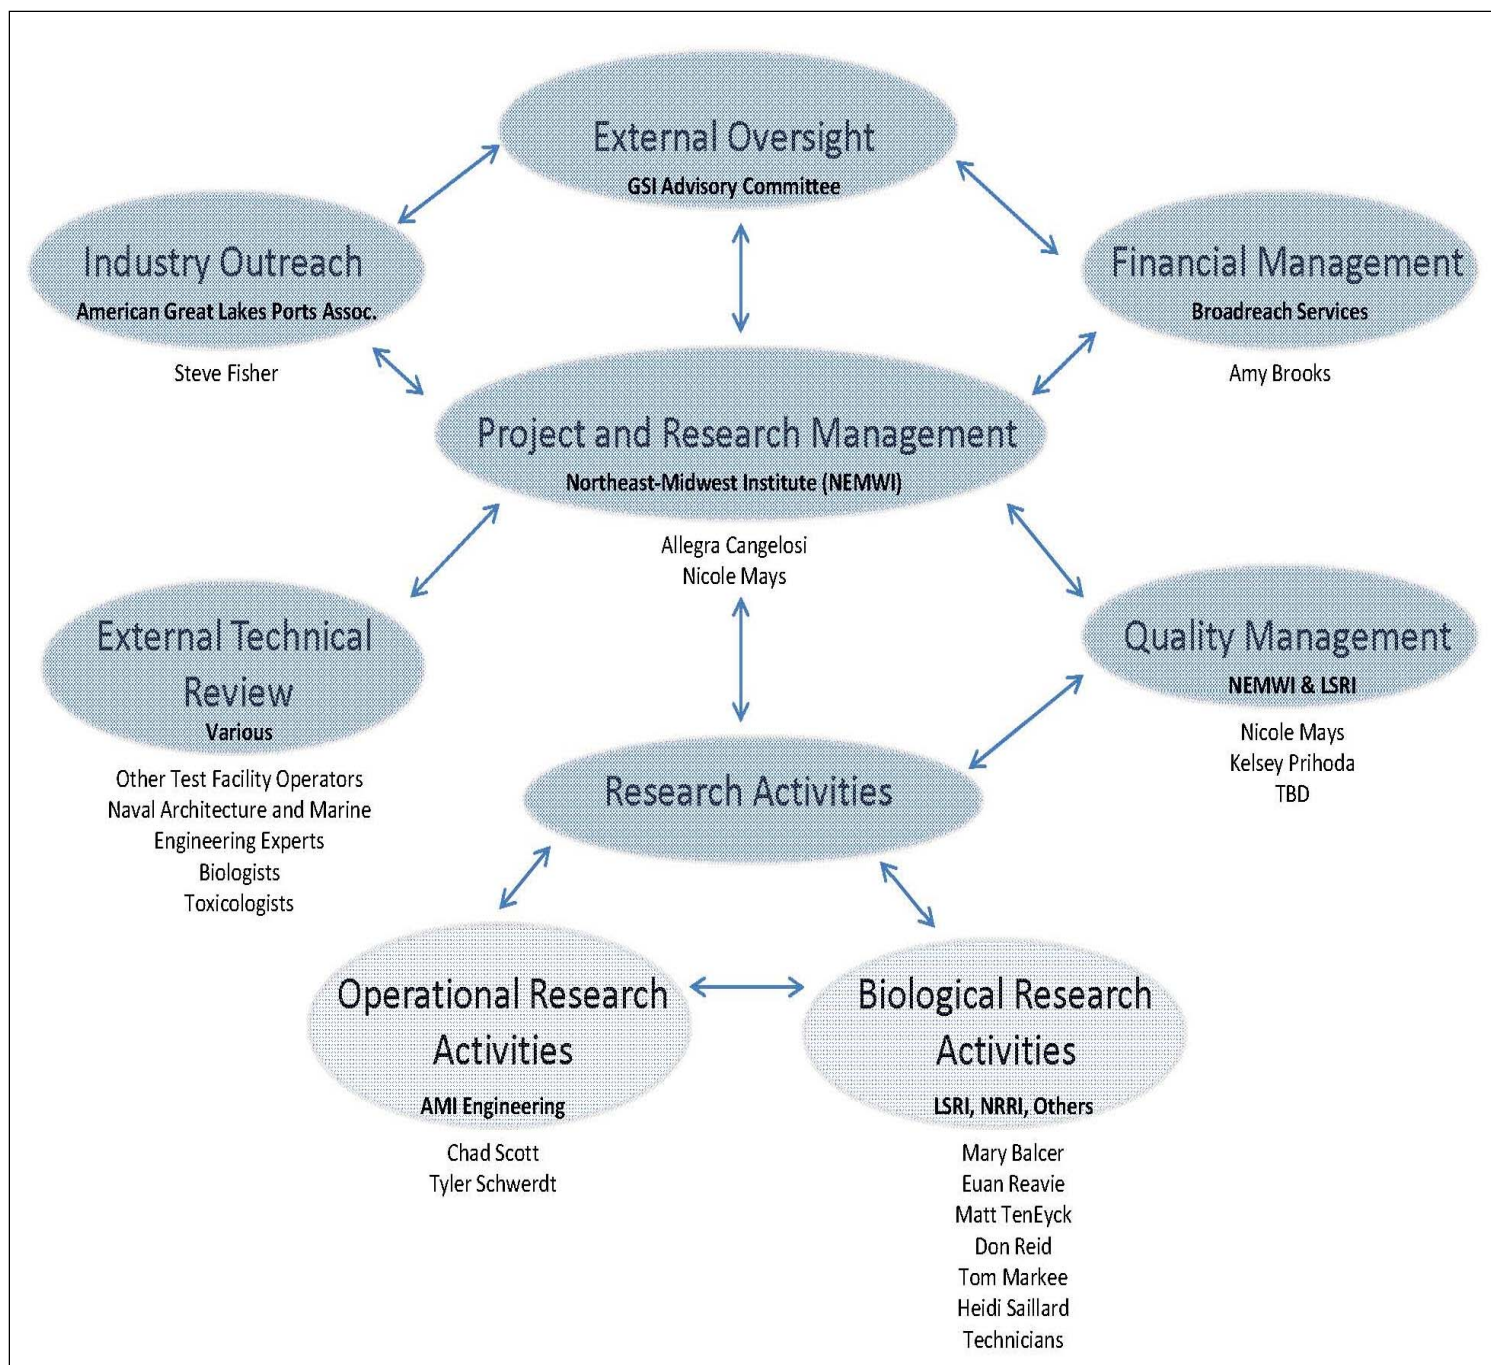 External Oversight
GSI Advisory Committee
Industry Outreach
American Great Lakes Ports Assoc.
Steve Fisher
Financial Management
Broadreach Services
Amy Brooks
Project and Research Management
Northeast-Midwest Institute (NEMWI)
Allegra Cangelosi
Nicole Mays
External Technical
Review
Various
Other Test Facility Operators
Naval Architecture and Marine
Engineering Experts
Biologists
Toxicologists
Quality Management
NEMWI & LSRI
Nicole Mays
Kelsey Prihoda
TBD
Research Activities
Operational Research
Activities
AMI Engineering
Chad Scott
Tyler Schwerdt
Biological Research
Activities
LSRI, NRRI, Others
Mary Balcer
Euan Reavie
Matt TenEyck
Don Reid
Tom Markee
Heidi Saillard
Technicians